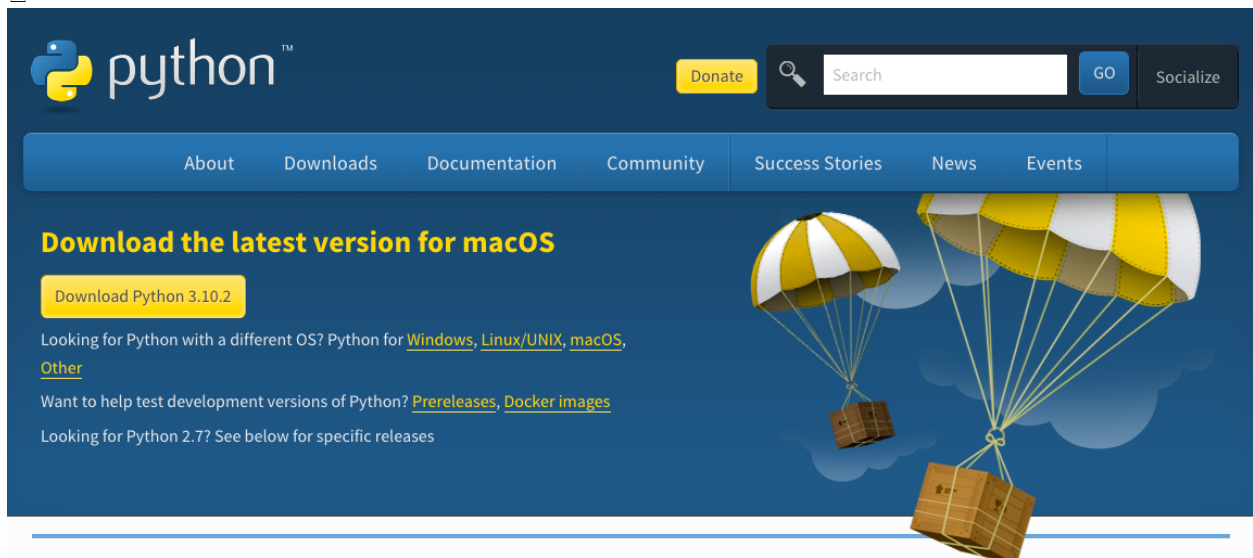 python™
Donate
Search
GO
Socialize
About Downloads Documentation Community Success Stories News Events
Download the latest version for macOS
Download Python 3.10.2
Looking for Python with a different OS? Python for Windows, Linux/UNIX, macOS,
Other
Want to help test development versions of Python? Prereleases, Docker images
Looking for Python 2.7? See below for specific releases